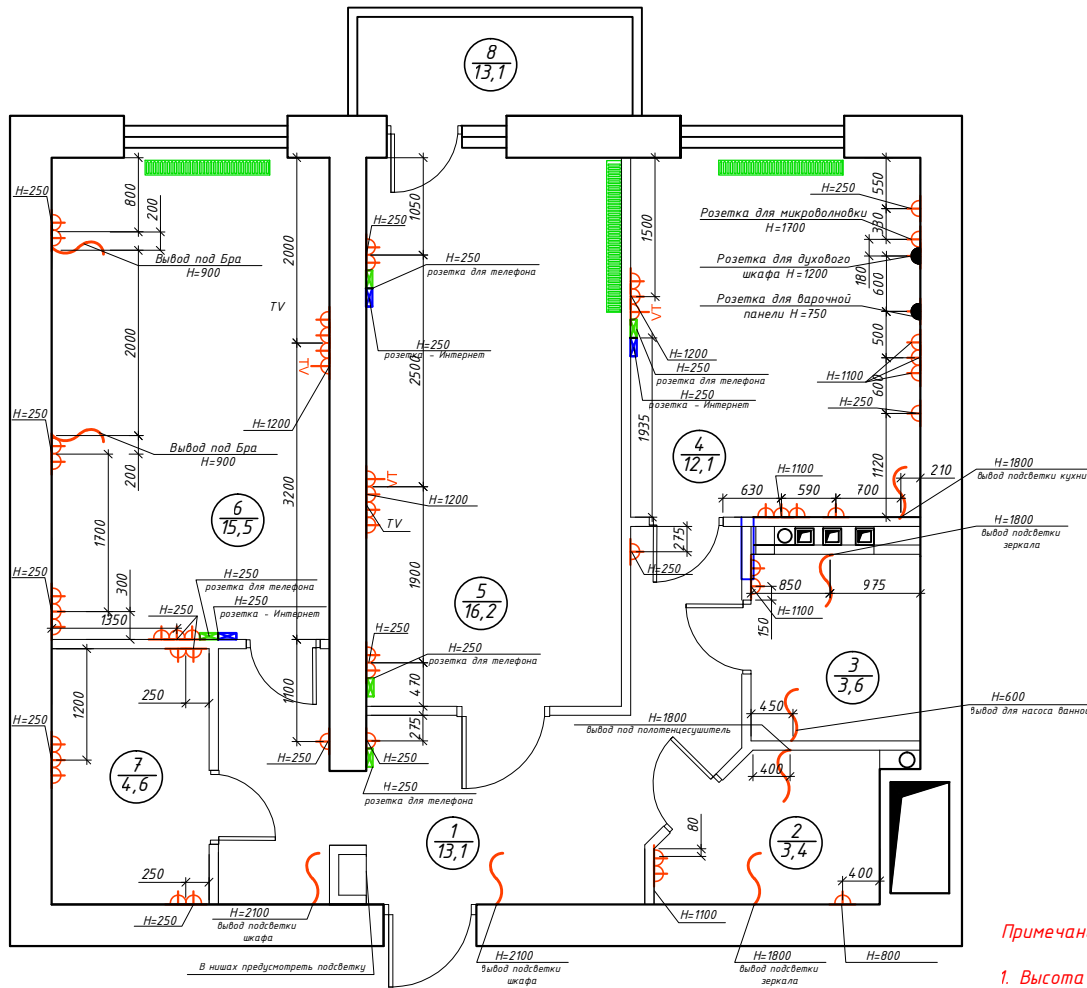 8
13,1
H=250
800
200
Вывод под Бра
H=900
2000
TV
TV
2000
H=1200
3200
H=250
Вывод под Бра
H=900
200
6
15,5
1700
H=250
300
1350
H=250
H=250
розетка для телефона
H=250
розетка - Интернет
1100
H=250
1050
H=250
H=250
розетка для телефона
H=250
розетка - Интернет
2500
TV
H=1200
TV
1900
5
16,2
H=250
H=250
розетка для телефона
470
275
H=250
H=250
розетка для телефона
1500
TV
H=1200
H=250
розетка для телефона
H=250
розетка - Интернет
1935
4
12,1
H=250
550
Розетка для микроволновки
H=1700
330
Розетка для духового
шкафа H=1200
180
600
Розетка для варочной
панели H=750
500
H=1100
600
H=250
1120
210
H=1800
вывод подсветки кухни
H=1100
630
590
700
H=1800
вывод подсветки
зеркала
275
H=250
850
975
H=1100
150
3
3,6
H=600
вывод для насоса ванной
450
H=1800
вывод под полотенцесушитель
400
H=250
1200
250
7
4,6
250
H=250
H=2100
вывод подсветки
шкафа
В нишах предусмотреть подсветку
1
13,1
H=2100
вывод подсветки
шкафа
80
H=1100
2
3,4
400
H=1800
вывод подсветки
зеркала
H=800
Примечан
1. Высота